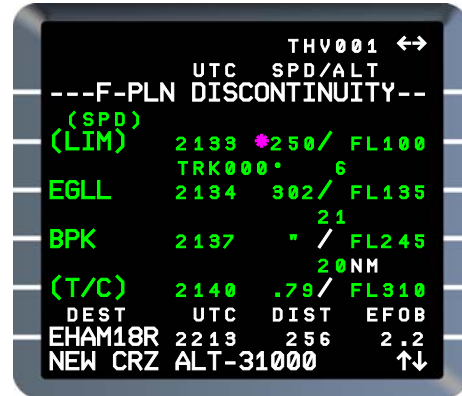 THV001 ←→
UTC SPD/ALT
---F-PLN DISCONTINUITY--
(SPD)
(LIM) 2133 *250/ FL100
TRK000° 6
EGLL 2134 302/ FL135
21
BPK 2137 " / FL245
20NM
(T/C) 2140 .79/ FL310
DEST UTC DIST EFOB
EHAM18R 2213 256 2.2
NEW CRZ ALT-31000 ↑↓